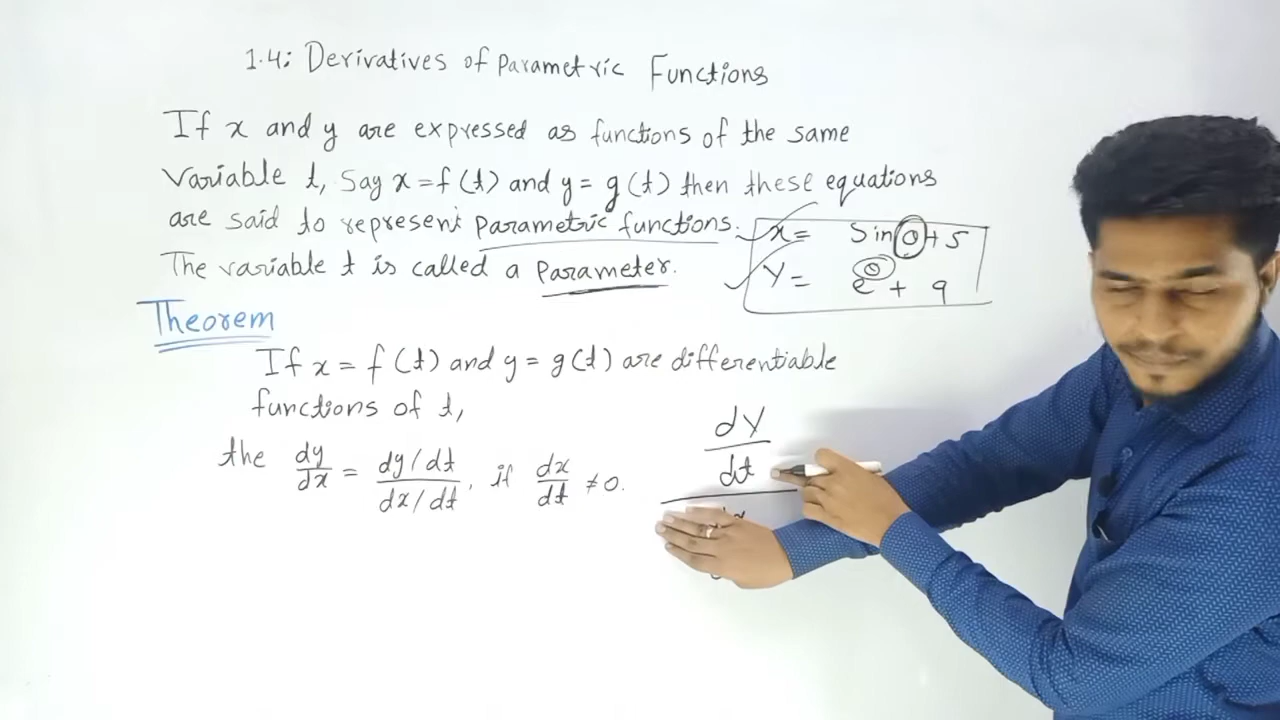 1.4: Derivatives of Parametric Functions
If x and y are expressed as functions of the same
Variable t, Say x = f(t) and y = g(t) then these equations
are said to represent Parametric functions.
The variable t is called a Parameter.
x = Sin θ + 5
Y = e^θ + 9
Theorem
If x = f(t) and y = g(t) are differentiable
functions of t,
the dy/dx = (dy/dt)/(dx/dt), if dx/dt ≠ 0.
dY/dt